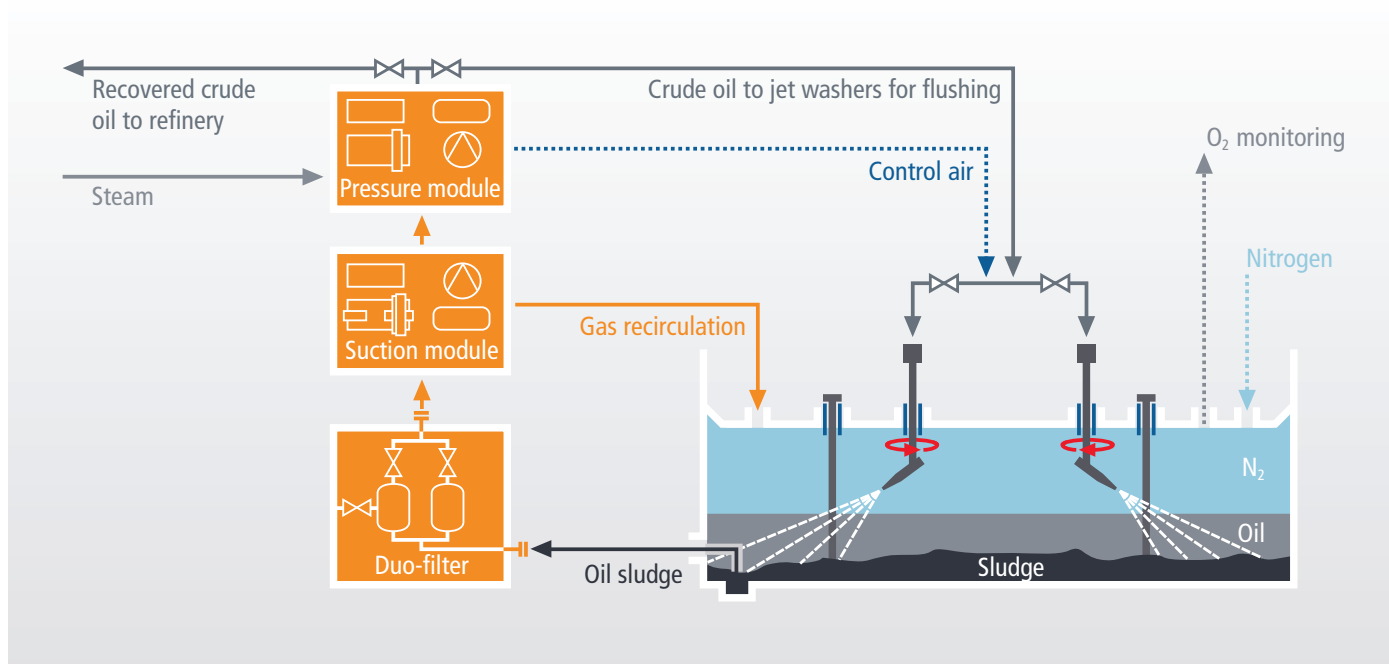 Recovered crude
oil to refinery
Crude oil to jet washers for flushing
O₂ monitoring
Control air
Steam
Pressure module
Nitrogen
Gas recirculation
Suction module
N₂
Oil
Duo-filter
Oil sludge
Sludge